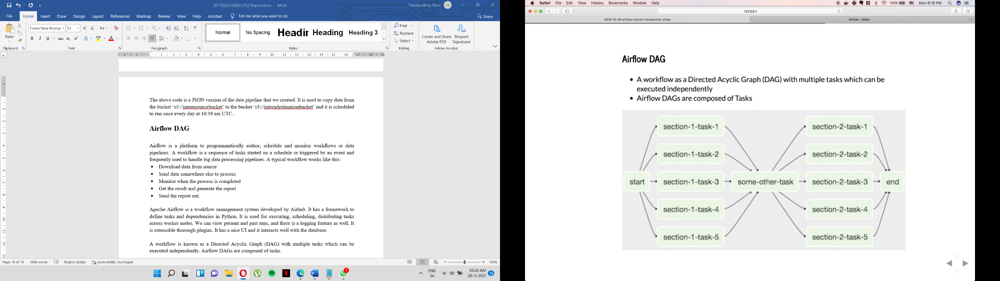 2017B5A31056H_PS2 Report.docx - Word
Soumyadeep Basu SB
File Home Insert Draw Design Layout References Mailings Review View Help Acrobat Tell me what you want to do Share
Paste
Clipboard
Times New Roman 12
Font
Paragraph
Normal
No Spacing
Headir
Heading
Heading 3
Styles
Find
Replace
Select
Editing
Create and Share
Adobe PDF
Request
Signatures
Adobe Acrobat
The above code is a JSON version of the data pipeline that we created. It is used to copy data from
the bucket ‘s3://internsourcebucket’ to the bucket ‘s3://interndestinationbucket’ and it is scheduled
to run once every day at 10:39 am UTC.
Airflow DAG
Airflow is a platform to programmatically author, schedule and monitor workflows or data
pipelines. A workflow is a sequence of tasks started on a schedule or triggered by an event and
frequently used to handle big data processing pipelines. A typical workflow works like this:
• Download data from source
• Send data somewhere else to process
• Monitor when the process is completed
• Get the result and generate the report
• Send the report out.
Apache Airflow is a workflow management system developed by Airbnb. It has a framework to
define tasks and dependencies in Python. It is used for executing, scheduling, distributing tasks
across worker nodes. We can view present and past runs, and there is a logging feature as well. It
is extensible thorough plugins. It has a nice UI and it interacts well with the database.
A workflow is known as a Directed Acyclic Graph (DAG) with multiple tasks which can be
executed independently. Airflow DAGs are composed of tasks.
Page 18 of 19 3084 words English (India) Accessibility: Investigate 100%
ENG
IN
09:26 AM
29-11-2021
19
1
Safari File Edit View History Bookmarks Window Help 100% Mon 9:18 PM
127.0.0.1
2018-10-29-airflow-tutorial-introduction slides
Airflow - DAGs
Airflow DAG
• A workflow as a Directed Acyclic Graph (DAG) with multiple tasks which can be
executed independently
• Airflow DAGs are composed of Tasks
section-1-task-1 section-2-task-1
section-1-task-2 section-2-task-2
start section-1-task-3 some-other-task section-2-task-3 end
section-1-task-4 section-2-task-4
section-1-task-5 section-2-task-5